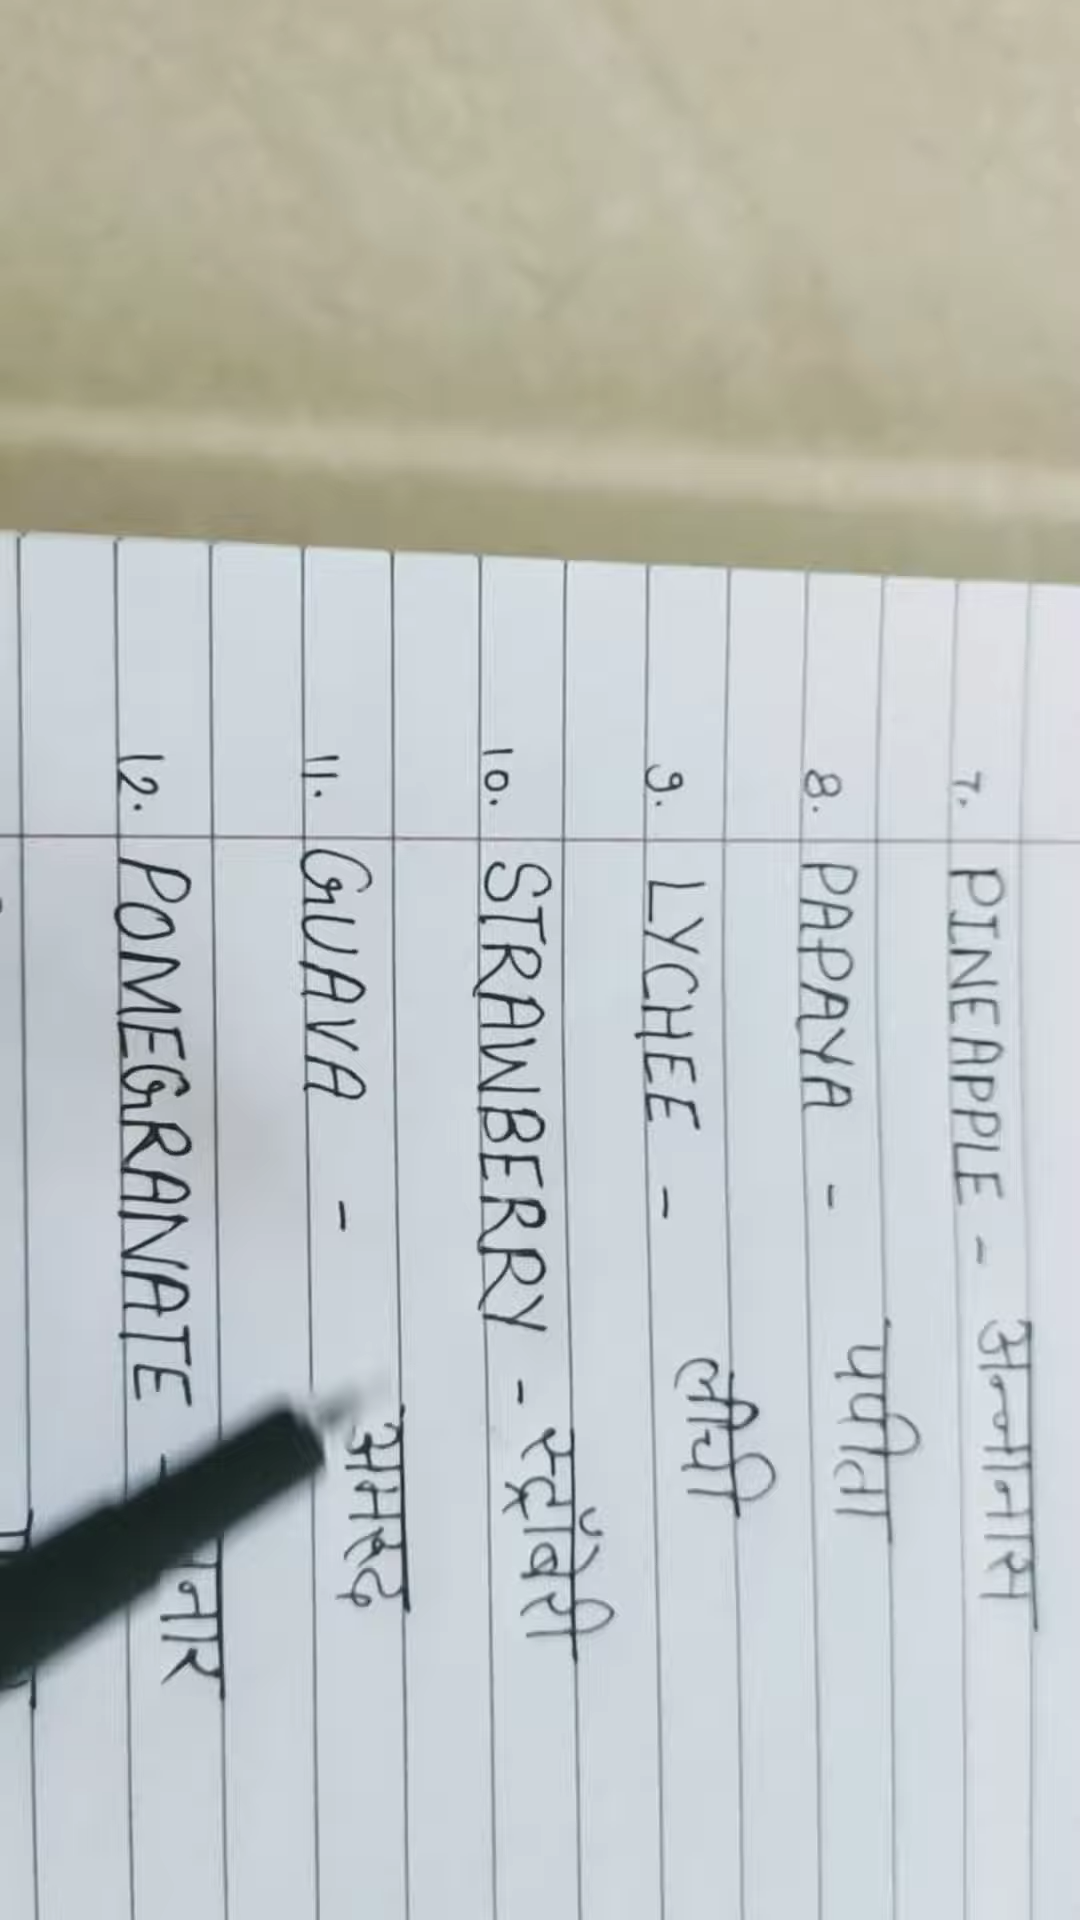 7. PINEAPPLE - अनानास
8. PAPAYA - पपीता
9. LYCHEE - लीची
10. STRAWBERRY - स्ट्रॉबेरी
11. GUAVA - अमरूद
12. POMEGRANATE - नार